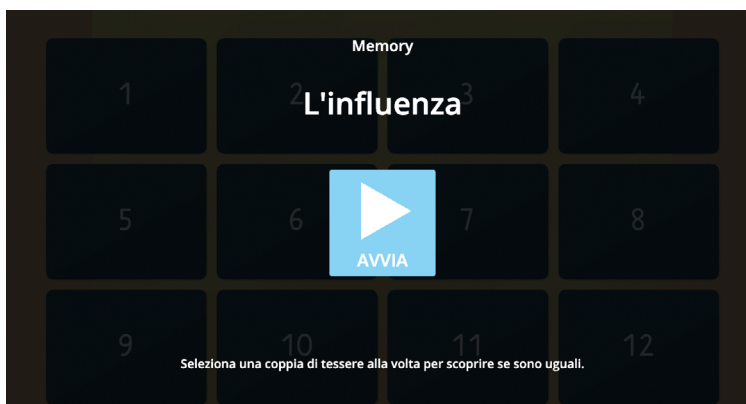 Memory
1 2 3 4
L'influenza
5 6 7 8
AVVIA
9 10 11 12
Seleziona una coppia di tessere alla volta per scoprire se sono uguali.